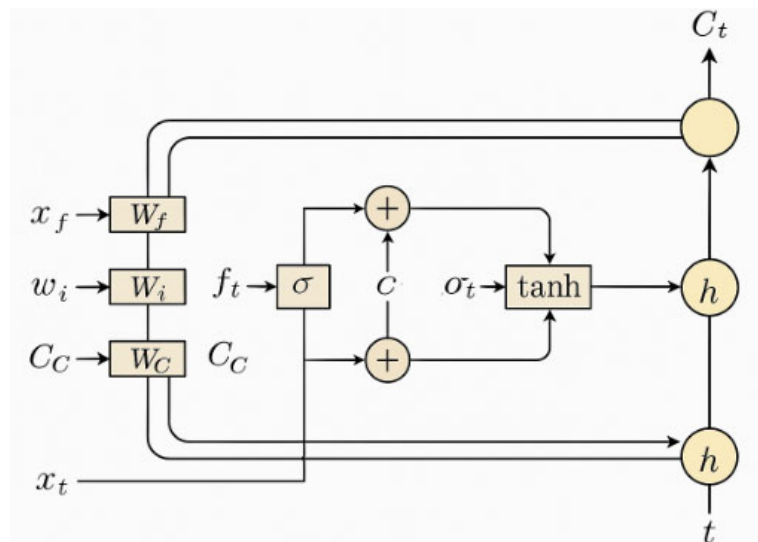 C_t
x_f W_f +
w_i W_i f_t σ c σ_t tanh h
C_C W_C C_C +
h
x_t
t